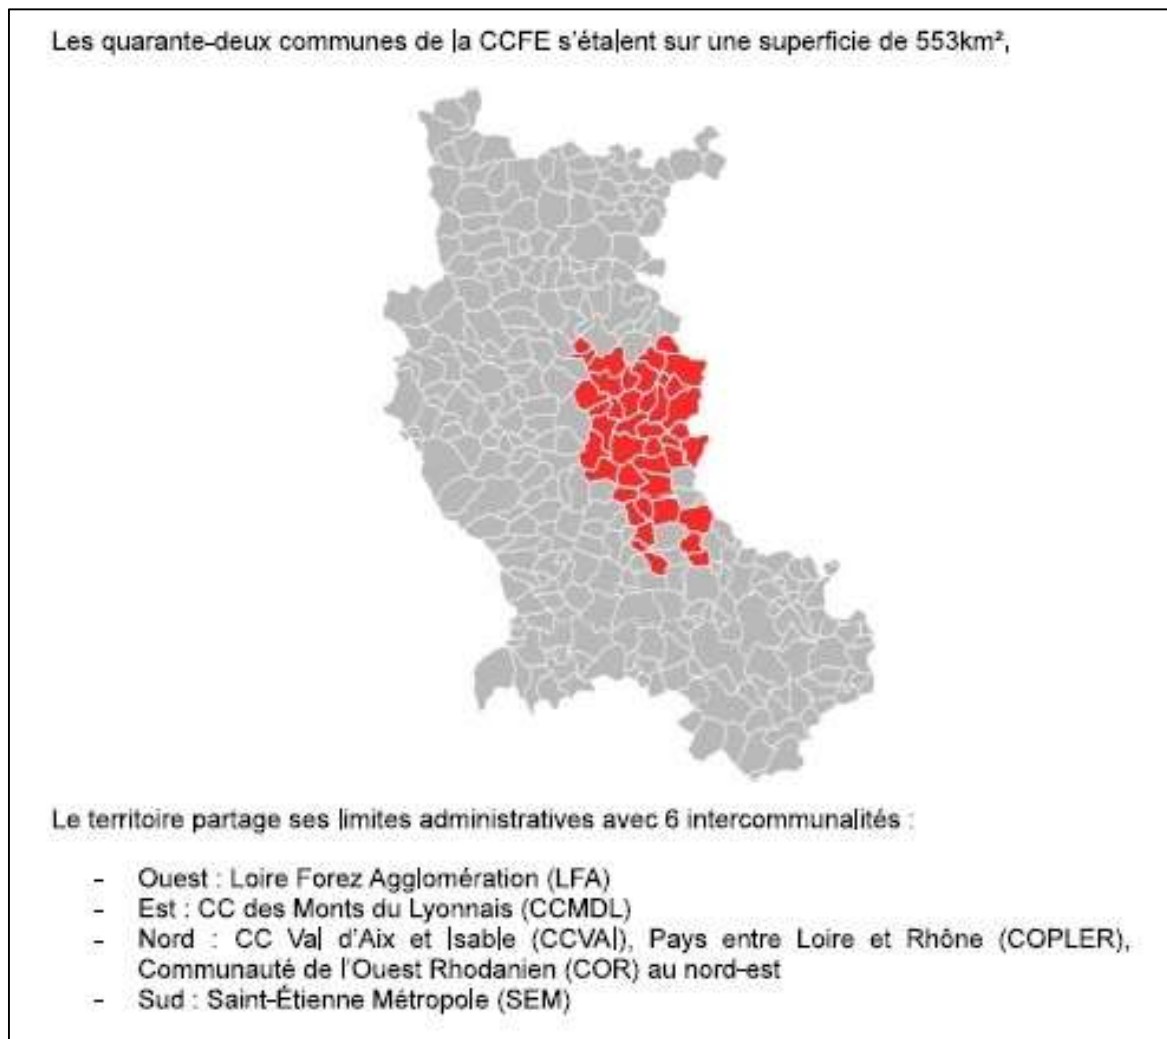 Les quarante-deux communes de la CCFE s'étalent sur une superficie de 553km²,
Le territoire partage ses limites administratives avec 6 intercommunalités :
- Ouest : Loire Forez Agglomération (LFA)
- Est : CC des Monts du Lyonnais (CCMDL)
- Nord : CC Val d'Aix et Isable (CCVAI), Pays entre Loire et Rhône (COPLER),
Communauté de l'Ouest Rhodanien (COR) au nord-est
- Sud : Saint-Étienne Métropole (SEM)